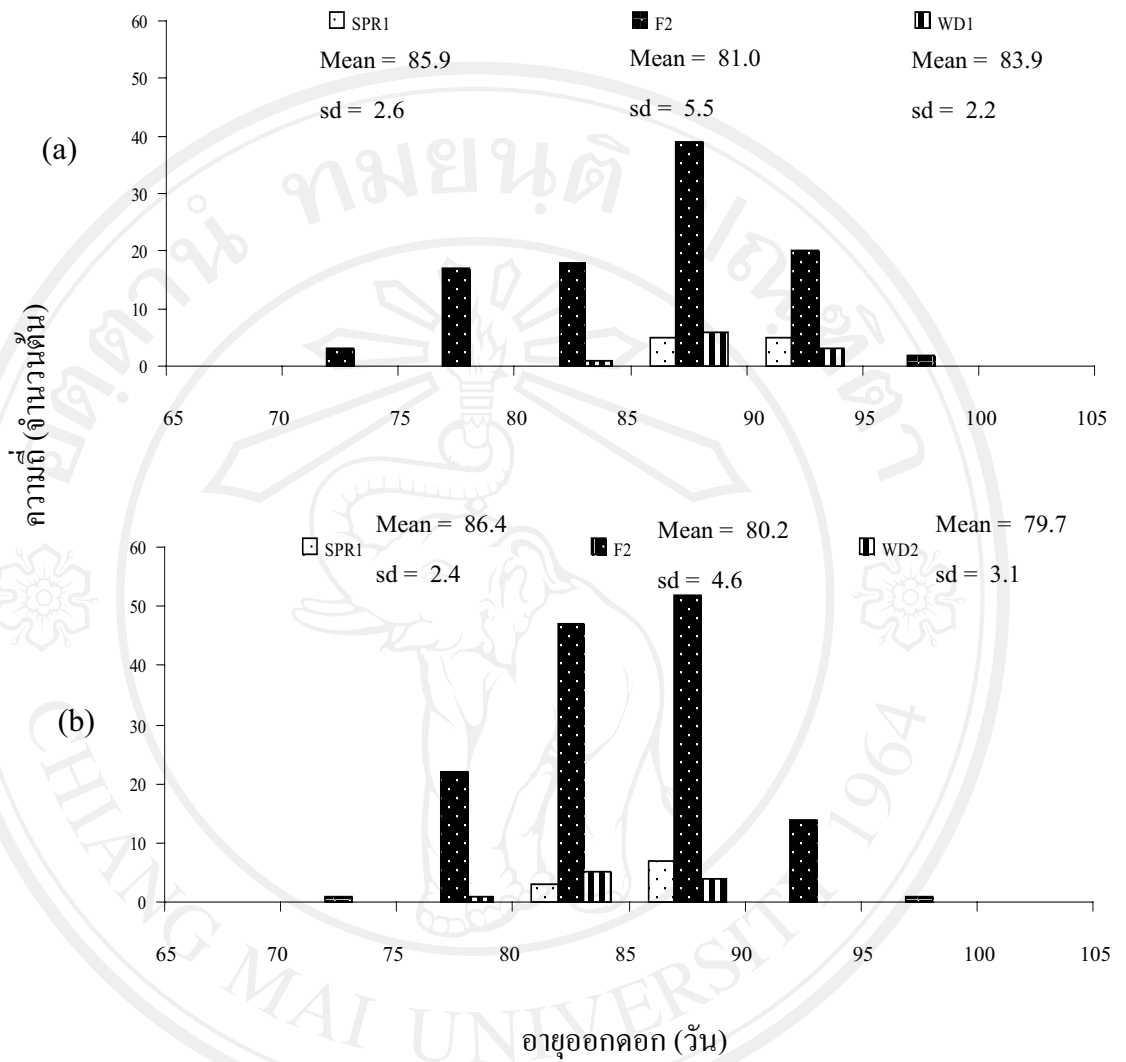 60
SPR1
F2
WD1
Mean = 85.9
Mean = 81.0
Mean = 83.9
50
sd = 2.6
sd = 5.5
sd = 2.2
40
(a)
30
20
10
0
65 70 75 80 85 90 95 100 105
ความถี่ (จำนวนต้น)
Mean = 86.4
Mean = 80.2
Mean = 79.7
60
SPR1
F2
WD2
sd = 2.4
sd = 4.6
sd = 3.1
50
40
30
(b)
20
10
0
65 70 75 80 85 90 95 100 105
อายุออกดอก (วัน)
CHIANG MAI UNIVERSITY 1964